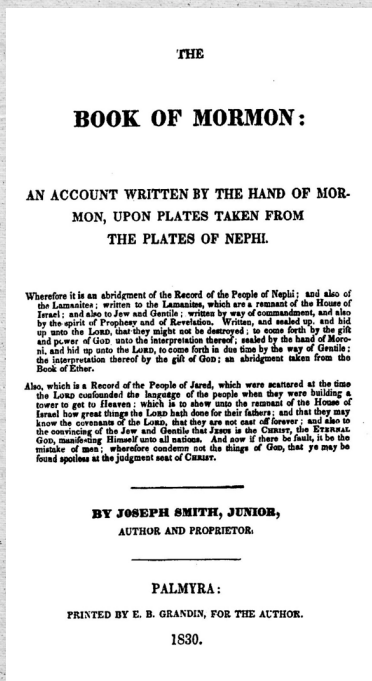 THE
BOOK OF MORMON:
AN ACCOUNT WRITTEN BY THE HAND OF MOR-
MON, UPON PLATES TAKEN FROM
THE PLATES OF NEPHI.
Wherefore it is an abridgment of the Record of the People of Nephi; and also of
the Lamanites; written to the Lamanites, which are a remnant of the House of
Israel; and also to Jew and Gentile; written by way of commandment, and also
by the spirit of Prophesy and of Revelation. Written, and sealed up, and hid
up unto the LORD, that they might not be destroyed; to come forth by the gift
and power of GOD, unto the interpretation thereof; sealed by the hand of Moro-
ni, and hid up unto the LORD, to come forth in due time by the way of Gentile;
the interpretation thereof by the gift of GOD; an abridgment taken from the
Book of Ether.
Also, which is a Record of the People of Jared, which were scattered at the time
the LORD confounded the language of the people when they were building a
tower to get to Heaven: which is to shew unto the remnant of the House of
Israel how great things the LORD hath done for their fathers; and that they may
know the covenants of the LORD, that they are not cast off forever; and also to
the convincing of the Jew and Gentile that JESUS is the CHRIST, the ETERNAL
GOD, manifesting Himself unto all nations. And now if there be fault, it be the
mistake of men; wherefore condemn not the things of GOD, that ye may be
found spotless at the judgment seat of CHRIST.
BY JOSEPH SMITH, JUNIOR,
AUTHOR AND PROPRIETOR.
PALMYRA:
PRINTED BY E. B. GRANDIN, FOR THE AUTHOR.
1830.